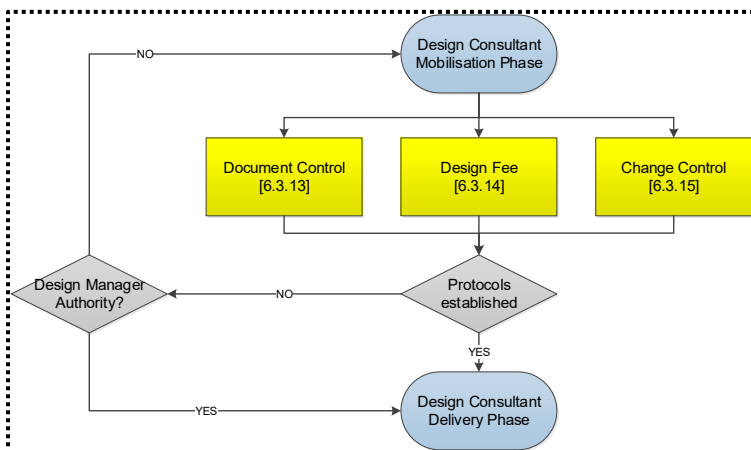 Design Consultant
Mobilisation Phase
NO
Document Control
[6.3.13]
Design Fee
[6.3.14]
Change Control
[6.3.15]
Design Manager
Authority?
NO
Protocols
established
YES
YES
Design Consultant
Delivery Phase